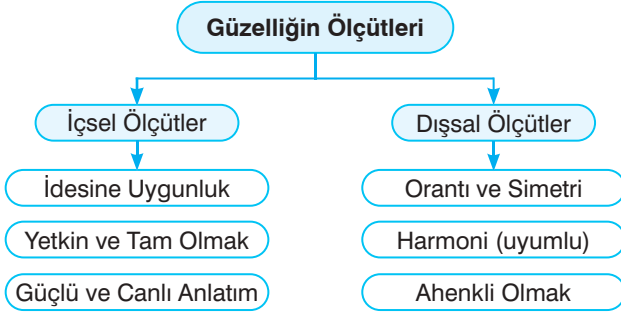 Güzelliğin Ölçütleri
İçsel Ölçütler
İdesine Uygunluk
Yetkin ve Tam Olmak
Güçlü ve Canlı Anlatım
Dışsal Ölçütler
Orantı ve Simetri
Harmoni (uyumlu)
Ahenkli Olmak